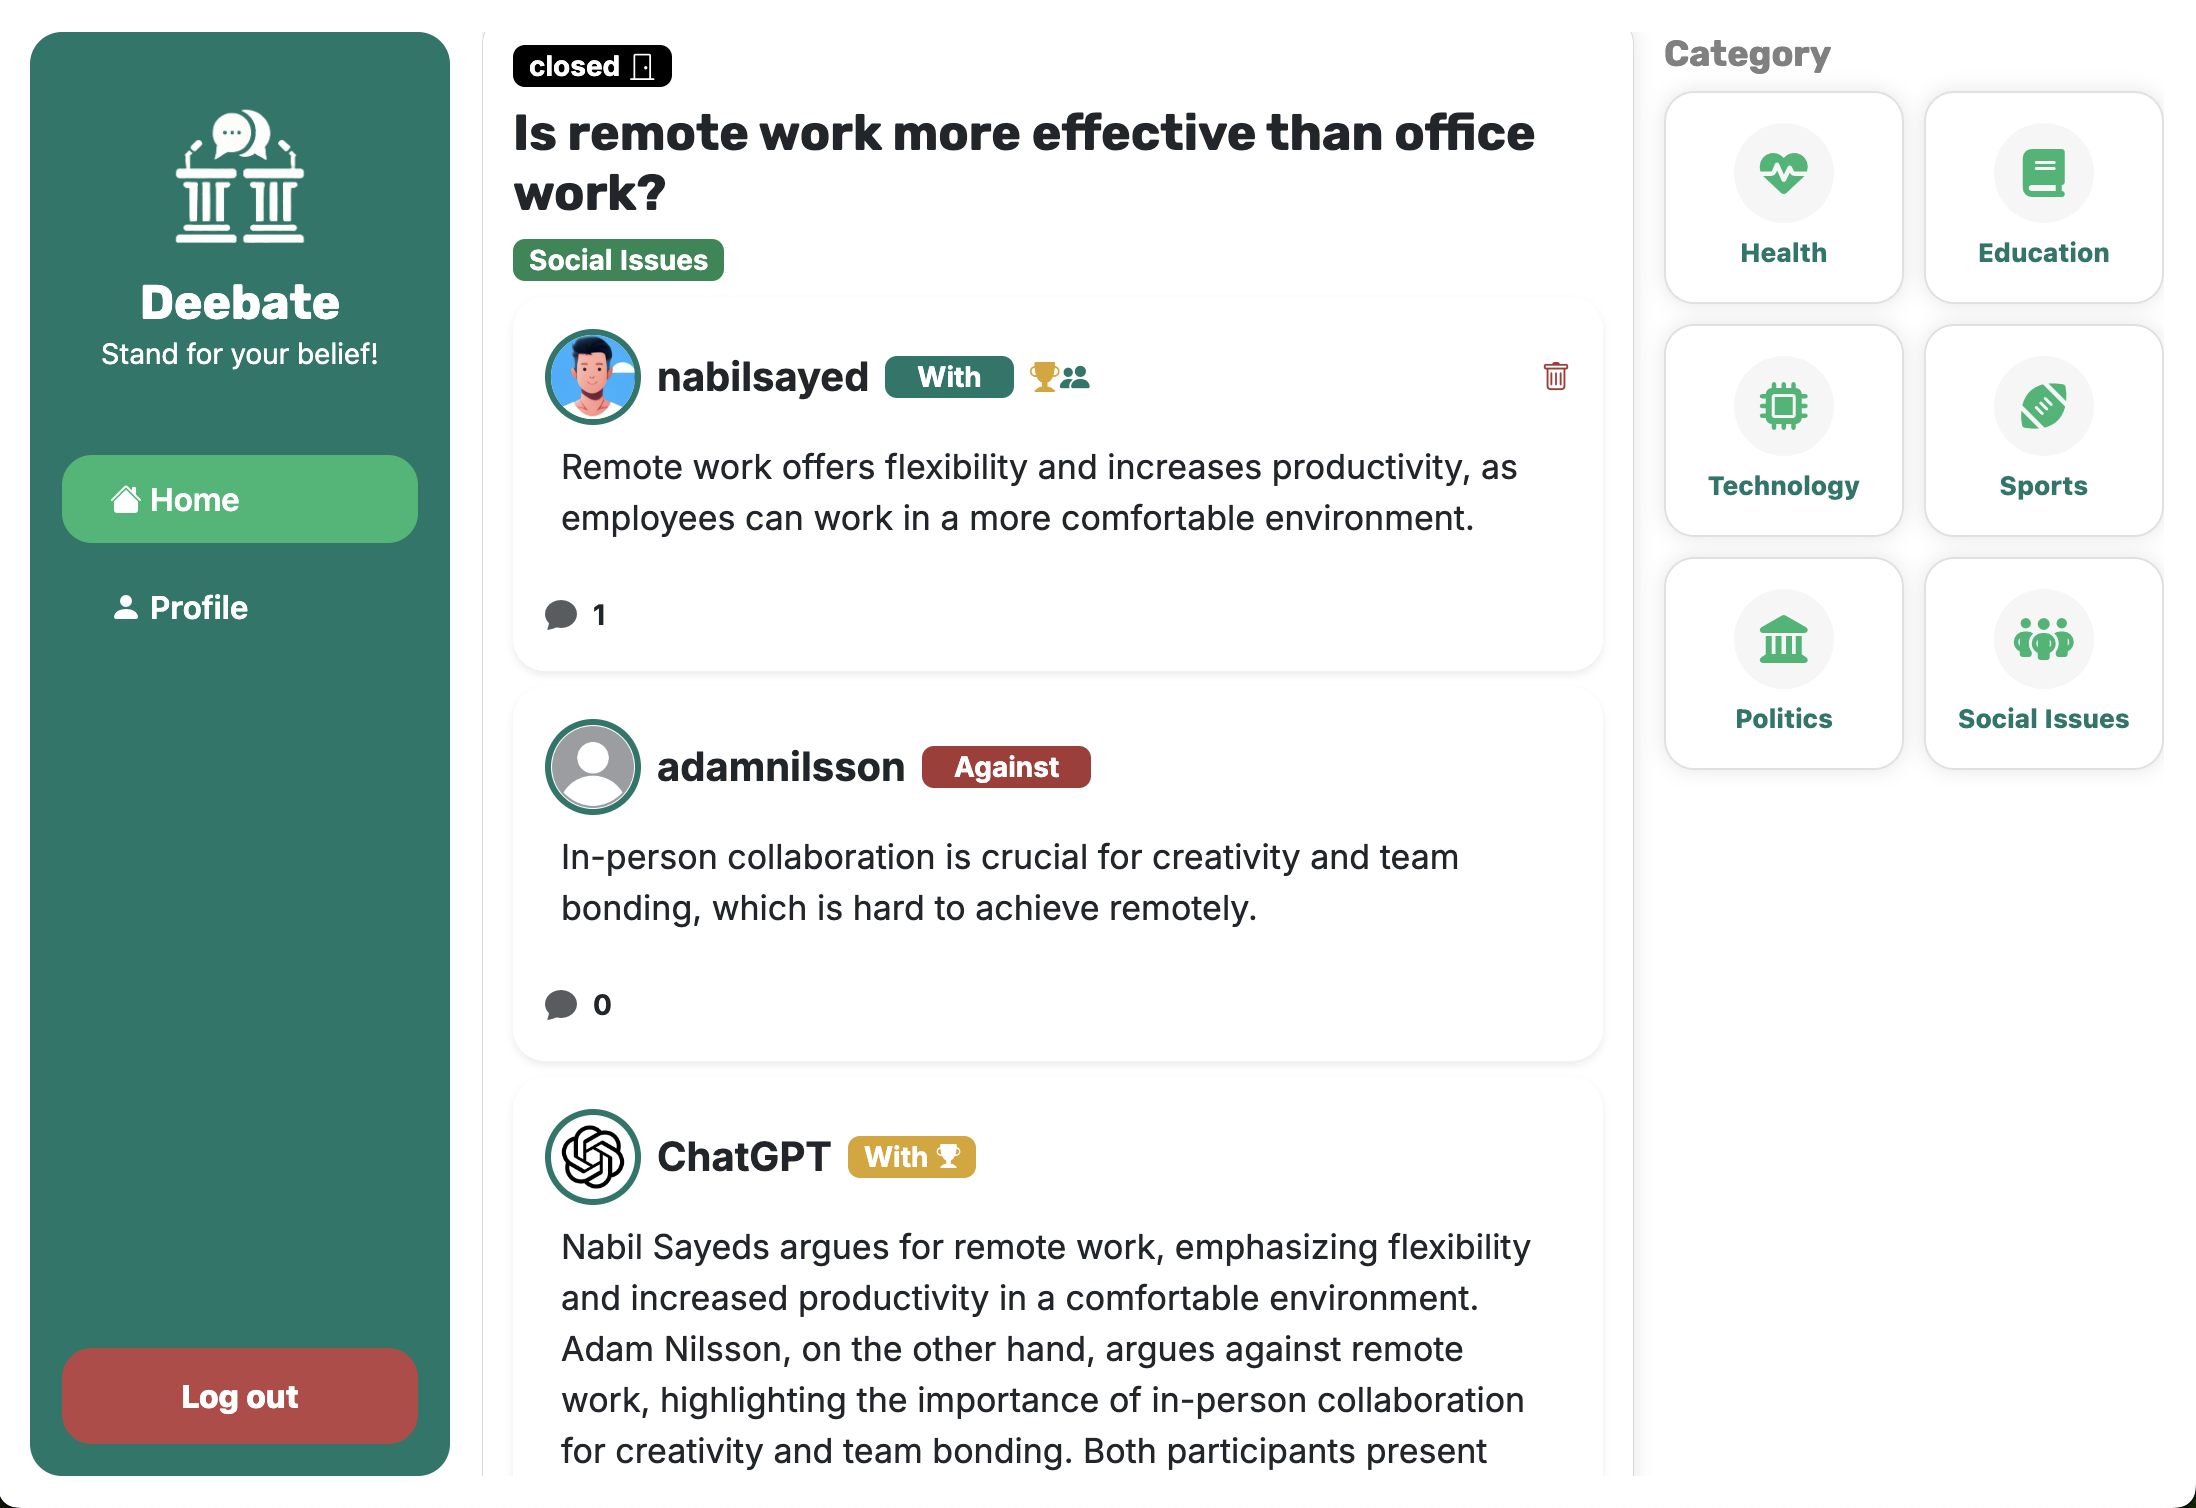 Deebate
Stand for your belief!
Home
Profile
Log out
closed
Is remote work more effective than office
work?
Social Issues
nabilsayed With
Remote work offers flexibility and increases productivity, as
employees can work in a more comfortable environment.
1
adamnilsson Against
In-person collaboration is crucial for creativity and team
bonding, which is hard to achieve remotely.
0
ChatGPT With
Nabil Sayeds argues for remote work, emphasizing flexibility
and increased productivity in a comfortable environment.
Adam Nilsson, on the other hand, argues against remote
work, highlighting the importance of in-person collaboration
for creativity and team bonding. Both participants present
Category
Health
Education
Technology
Sports
Politics
Social Issues